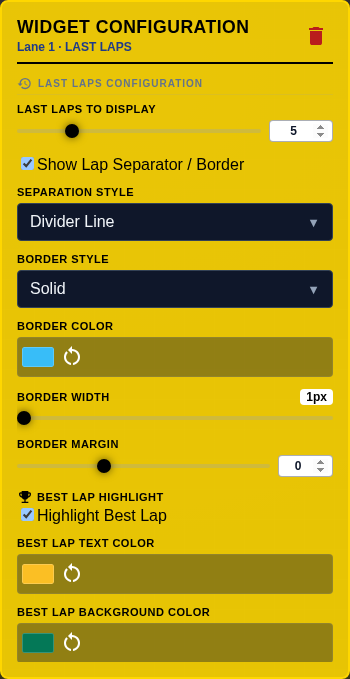 WIDGET CONFIGURATION
Lane 1 · LAST LAPS
LAST LAPS CONFIGURATION
LAST LAPS TO DISPLAY
5
Show Lap Separator / Border
SEPARATION STYLE
Divider Line
BORDER STYLE
Solid
BORDER COLOR
BORDER WIDTH 1px
BORDER MARGIN
0
BEST LAP HIGHLIGHT
Highlight Best Lap
BEST LAP TEXT COLOR
BEST LAP BACKGROUND COLOR